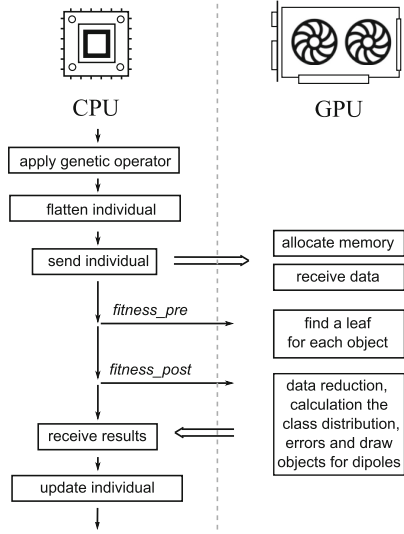 CPU
GPU
apply genetic operator
flatten individual
send individual
allocate memory
receive data
fitness_pre
find a leaf
for each object
fitness_post
data reduction,
calculation the
class distribution,
errors and draw
objects for dipoles
receive results
update individual